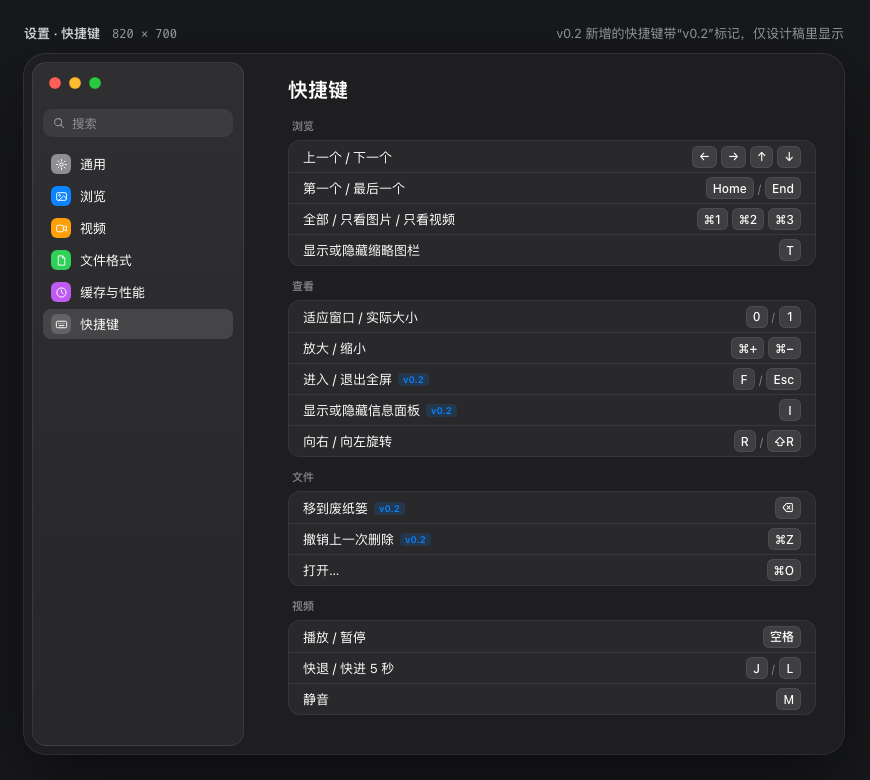 设置 · 快捷键 820 × 700
v0.2 新增的快捷键带“v0.2”标记，仅设计稿里显示
搜索
通用
浏览
视频
文件格式
缓存与性能
快捷键
快捷键
浏览
上一个 / 下一个 ← → ↑ ↓
第一个 / 最后一个 Home / End
全部 / 只看图片 / 只看视频 ⌘1 ⌘2 ⌘3
显示或隐藏缩略图栏 T
查看
适应窗口 / 实际大小 0 / 1
放大 / 缩小 ⌘+ ⌘−
进入 / 退出全屏 v0.2 F / Esc
显示或隐藏信息面板 v0.2 I
向右 / 向左旋转 R / ⇧R
文件
移到废纸篓 v0.2 ⌫
撤销上一次删除 v0.2 ⌘Z
打开… ⌘O
视频
播放 / 暂停 空格
快退 / 快进 5 秒 J / L
静音 M